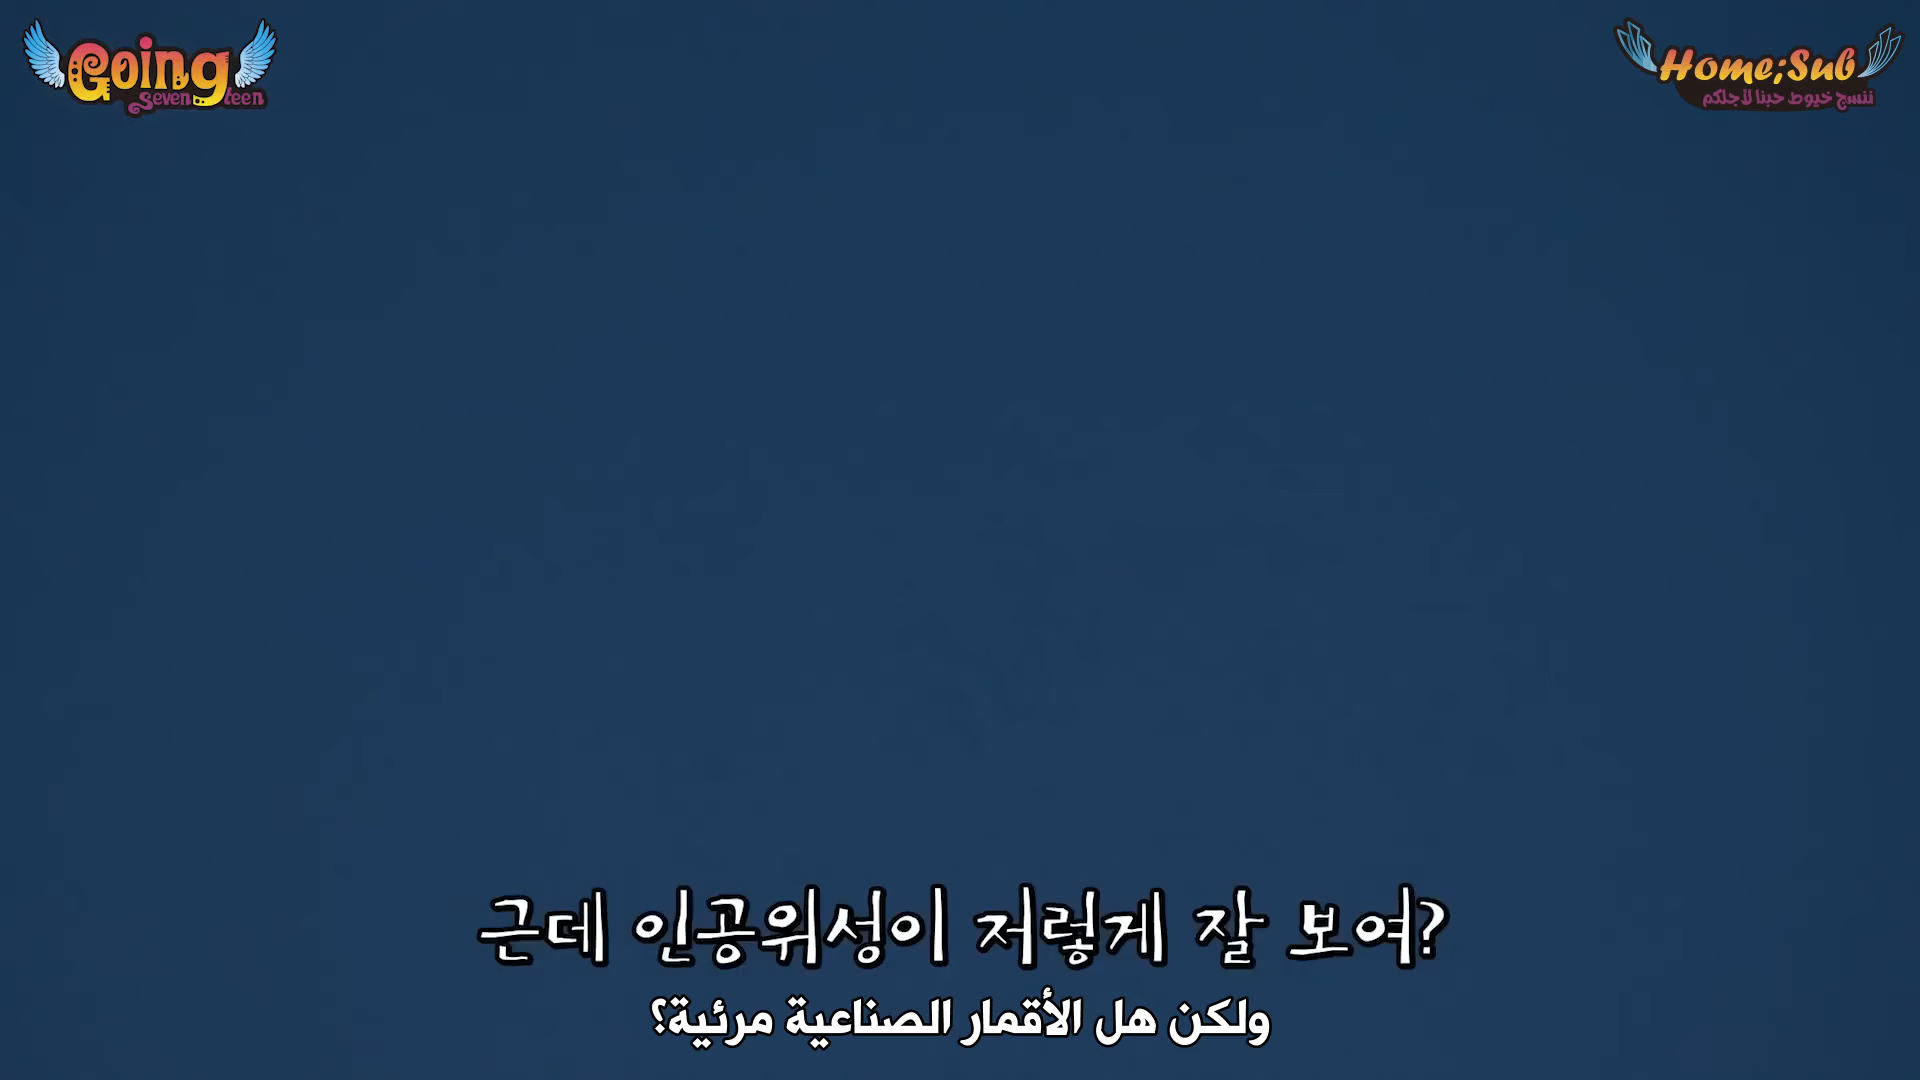 Going
Seventeen
Home;Sub
ننسج خيوط حبنا لأجلكم
근데 인공위성이 저렇게 잘 보여?
ولكن هل الأقمار الصناعية مرئية؟